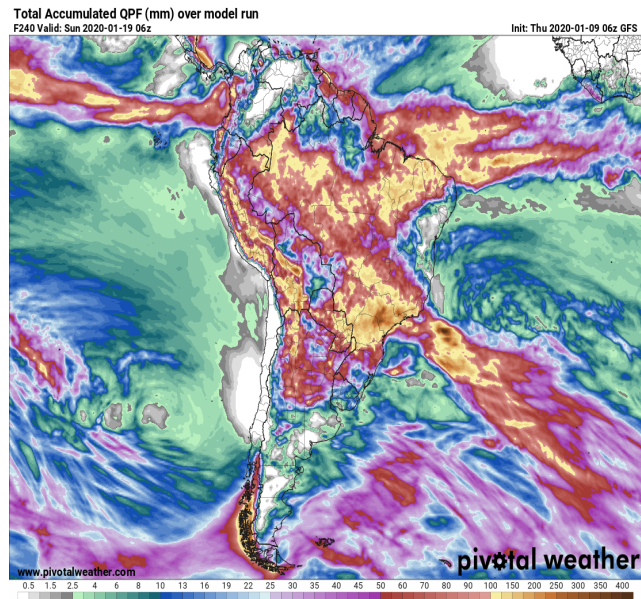 Total Accumulated QPF (mm) over model run
F240 Valid: Sun 2020-01-19 06z
Init: Thu 2020-01-09 06z GFS
pivotal weather
www.pivotalweather.com
0.5 1.5 2.5 4 6 8 10 13 16 19 22 25 30 35 40 45 50 60 70 80 90 100 150 200 250 300 350 400